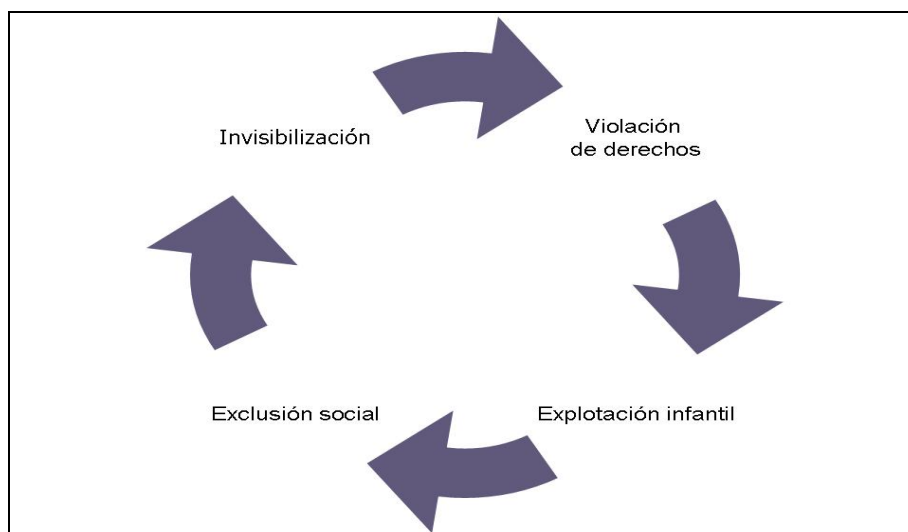 Invisibilización
Violación
de derechos
Exclusión social
Explotación infantil